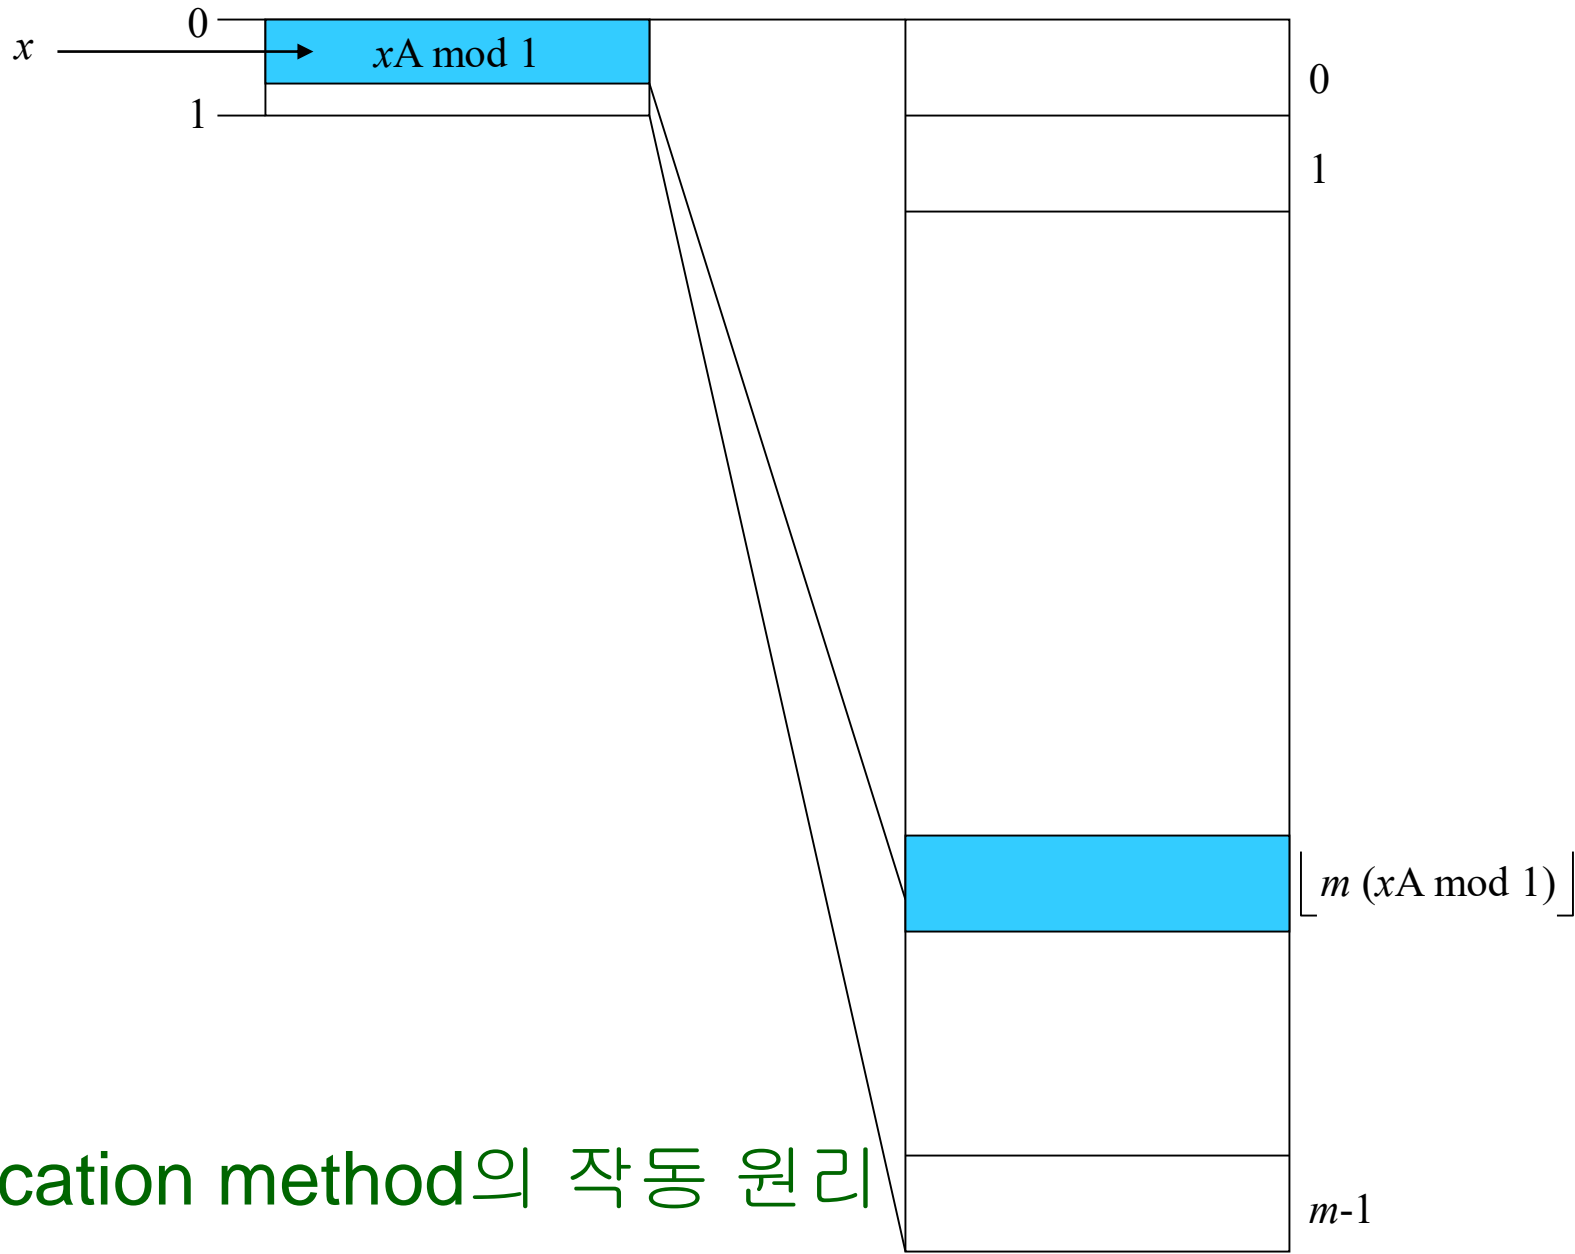 0
x
xA mod 1
1
0
1
⌊m (xA mod 1)⌋
cation method의 작동 원리
m-1